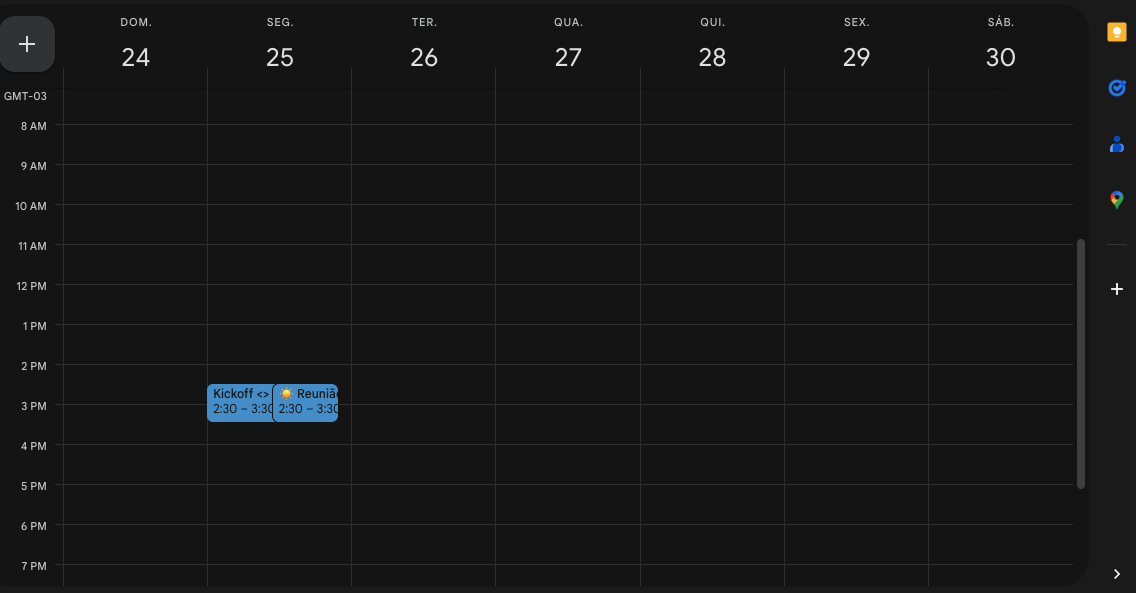 DOM.
SEG.
TER.
QUA.
QUI.
SEX.
SÁB.
24
25
26
27
28
29
30
GMT-03
8 AM
9 AM
10 AM
11 AM
12 PM
1 PM
2 PM
Kickoff <>
2:30 – 3:30
☀️ Reunião
2:30 – 3:30
3 PM
4 PM
5 PM
6 PM
7 PM